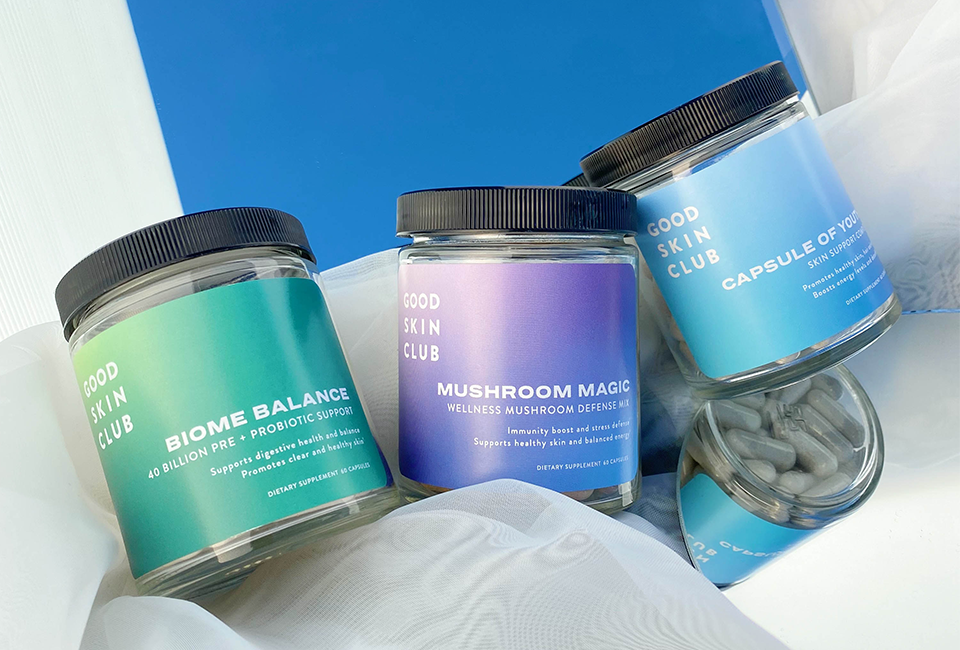 GOOD
SKIN
CLUB
BIOME BALANCE
40 BILLION PRE + PROBIOTIC SUPPORT
Supports digestive health and balance
Promotes clear and healthy skin
DIETARY SUPPLEMENT 60 CAPSULES
GOOD
SKIN
CLUB
MUSHROOM MAGIC
WELLNESS MUSHROOM DEFENSE MIX
Immunity boost and stress defense
Supports healthy skin and balanced energy
DIETARY SUPPLEMENT 60 CAPSULES
GOOD
SKIN
CLUB
CAPSULE OF
SKIN SUPPORT
Promotes healthy skin,
Boosts energy levels and
DIETARY SUPPLEMENT